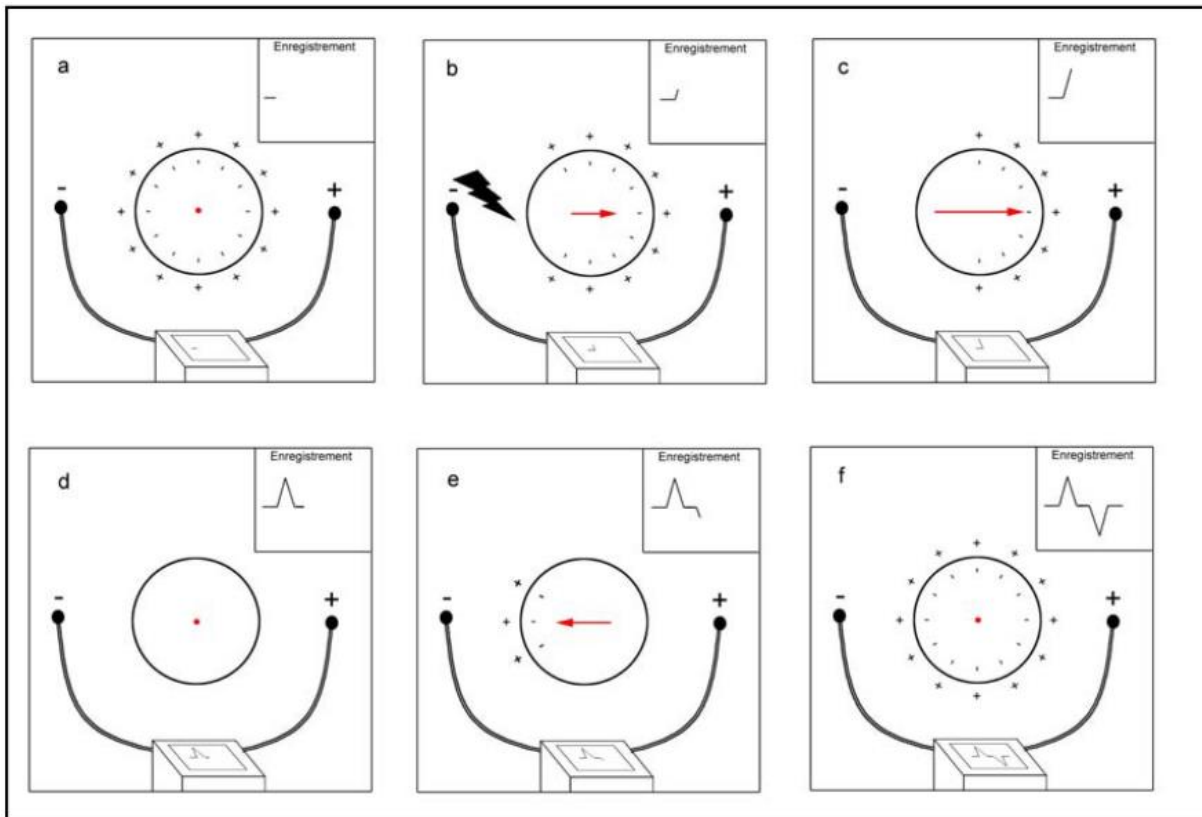 Enregistrement
a
- +
Enregistrement
b
- +
Enregistrement
c
- +
Enregistrement
d
- +
Enregistrement
e
- +
Enregistrement
f
- +